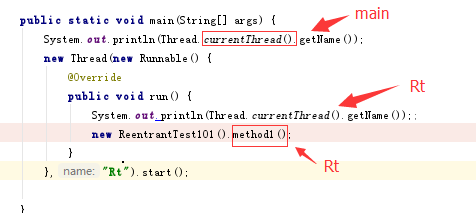 public static void main(String[] args) {
main
System.out.println(Thread.currentThread().getName());
new Thread(new Runnable() {
@Override
Rt
public void run() {
System.out.println(Thread.currentThread().getName());;
new ReentrantTest101().method1();
}
Rt
}, name: "Rt").start();
}